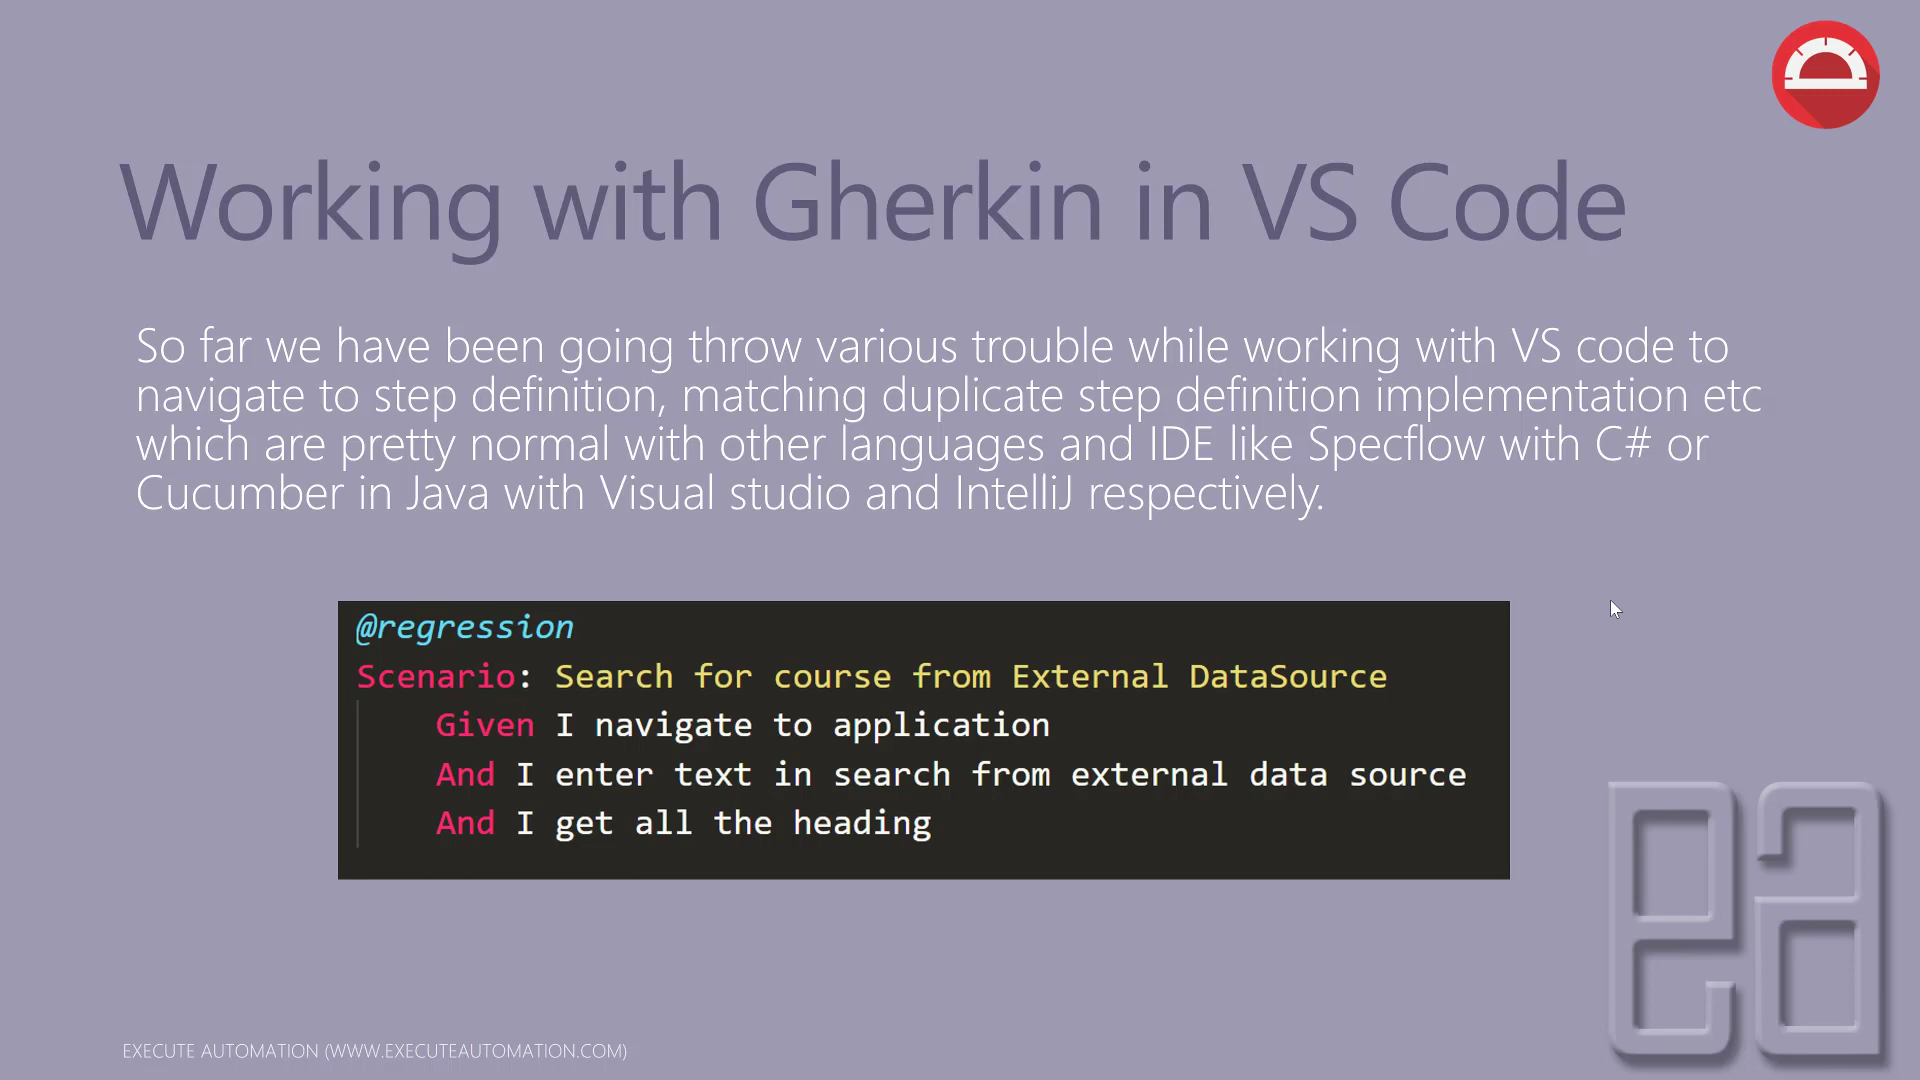 Working with Gherkin in VS Code
So far we have been going throw various trouble while working with VS code to
navigate to step definition, matching duplicate step definition implementation etc
which are pretty normal with other languages and IDE like Specflow with C# or
Cucumber in Java with Visual studio and IntelliJ respectively.
@regression
Scenario: Search for course from External DataSource
Given I navigate to application
And I enter text in search from external data source
And I get all the heading
ea
EXECUTE AUTOMATION (WWW.EXECUTEAUTOMATION.COM)